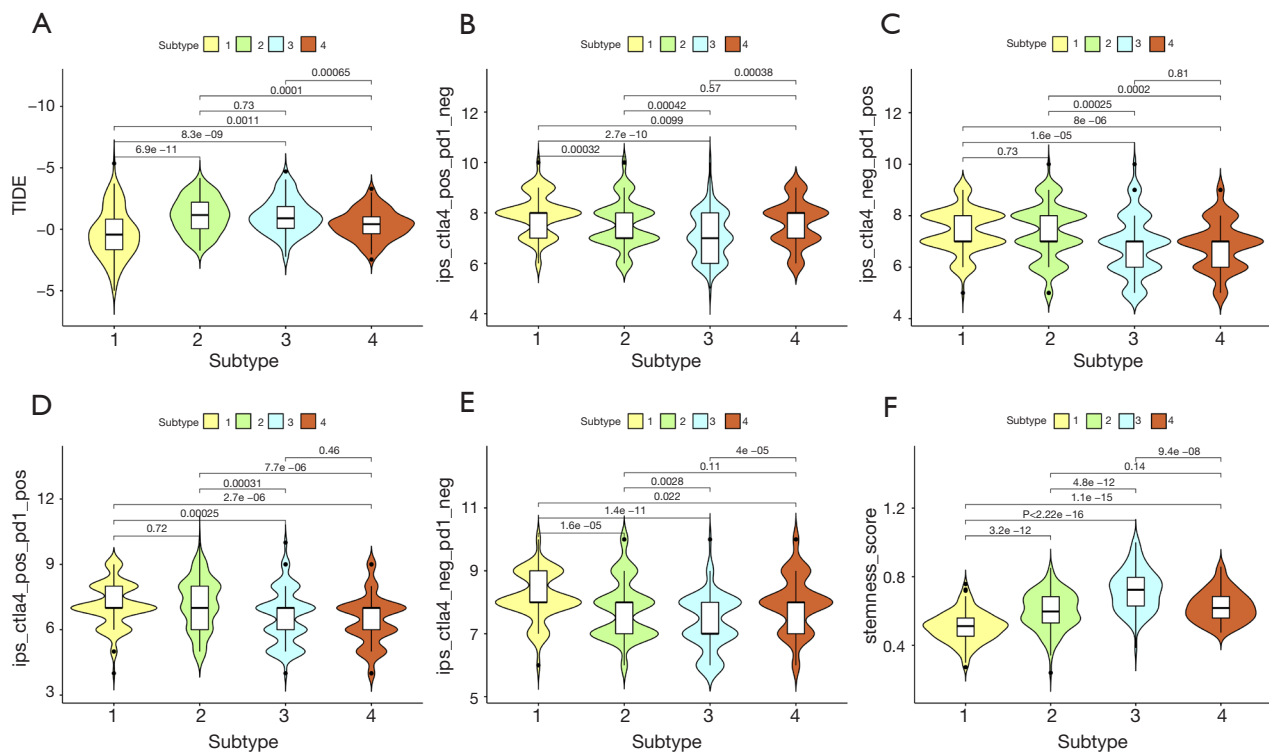 A
Subtype 1 2 3 4
0.00065
0.0001
0.73
0.0011
8.3e −09
6.9e −11
−10
−5
−0
−5
TIDE
1 2 3 4
Subtype
B
Subtype 1 2 3 4
0.00038
0.57
0.00042
0.0099
2.7e −10
0.00032
12
10
8
6
4
ips_ctla4_pos_pd1_neg
1 2 3 4
Subtype
C
Subtype 1 2 3 4
0.81
0.0002
0.00025
8e −06
1.6e −05
0.73
12
10
8
6
4
ips_ctla4_neg_pd1_pos
1 2 3 4
Subtype
D
Subtype 1 2 3 4
0.46
7.7e −06
0.00031
2.7e −06
0.00025
0.72
12
9
6
3
ips_ctla4_pos_pd1_pos
1 2 3 4
Subtype
E
Subtype 1 2 3 4
4e −05
0.11
0.0028
0.022
1.4e −11
1.6e −05
11
9
7
5
ips_ctla4_neg_pd1_neg
1 2 3 4
Subtype
F
Subtype 1 2 3 4
9.4e −08
0.14
4.8e −12
1.1e −15
P<2.22e −16
3.2e −12
1.2
0.8
0.4
stemness_score
1 2 3 4
Subtype